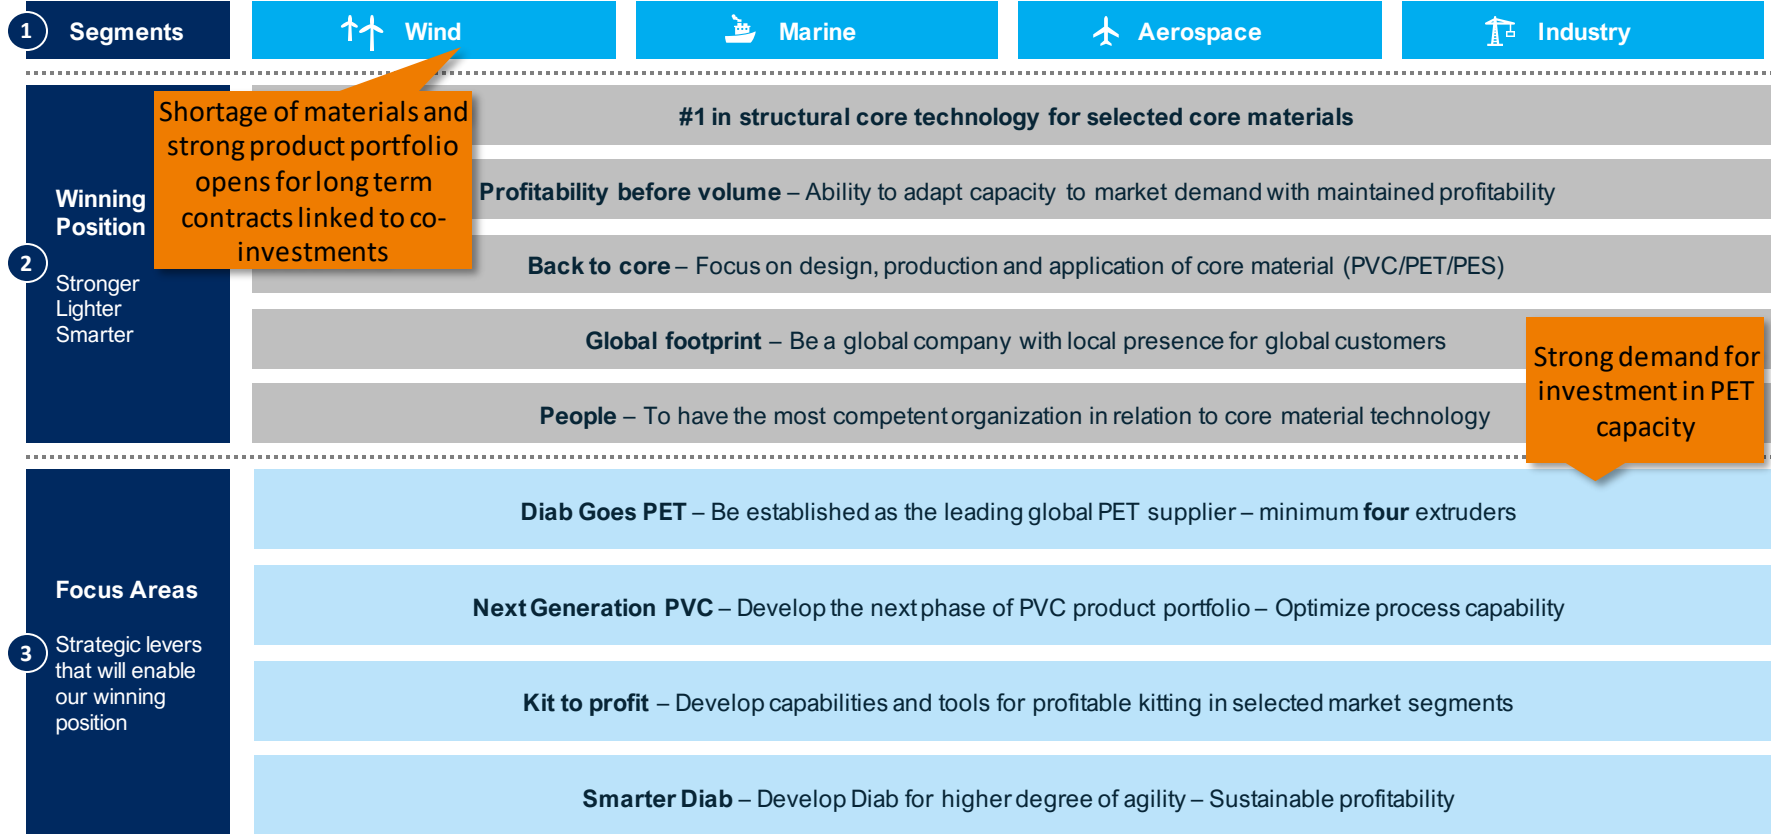 1
Segments
Wind
Marine
Aerospace
Industry
Shortage of materials and
strong product portfolio
opens for long term
contracts linked to co-
investments
2
Winning
Position
Stronger
Lighter
Smarter
#1 in structural core technology for selected core materials
Profitability before volume – Ability to adapt capacity to market demand with maintained profitability
Back to core – Focus on design, production and application of core material (PVC/PET/PES)
Global footprint – Be a global company with local presence for global customers
People – To have the most competent organization in relation to core material technology
Strong demand for
investment in PET
capacity
3
Focus Areas
Strategic levers
that will enable
our winning
position
Diab Goes PET – Be established as the leading global PET supplier – minimum four extruders
Next Generation PVC – Develop the next phase of PVC product portfolio – Optimize process capability
Kit to profit – Develop capabilities and tools for profitable kitting in selected market segments
Smarter Diab – Develop Diab for higher degree of agility – Sustainable profitability